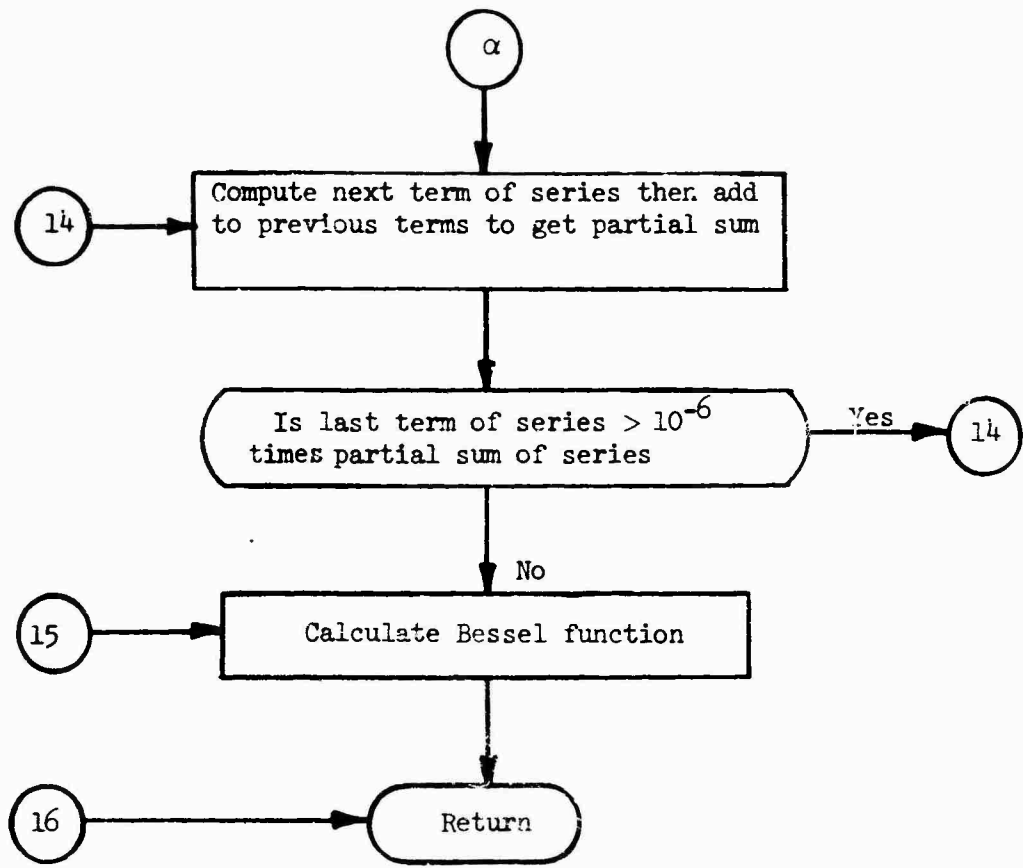 α
Compute next term of series then add
14
to previous terms to get partial sum
Is last term of series > 10⁻⁶
times partial sum of series
Yes
14
No
15
Calculate Bessel function
16
Return